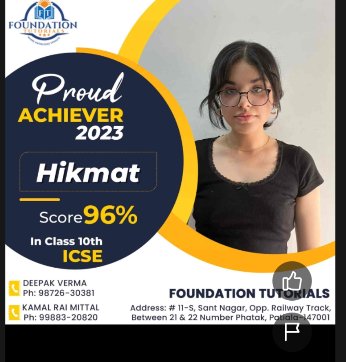 FOUNDATION
TUTORIALS
Proud
ACHIEVER
2023
Hikmat
Score 96%
In Class 10th
ICSE
DEEPAK VERMA
Ph: 98726-30381
KAMAL RAI MITTAL
Ph: 99883-20820
FOUNDATION TUTORIALS
Address: # 11-S, Sant Nagar, Opp. Railway Track,
Between 21 & 22 Number Phatak, Patiala-147001